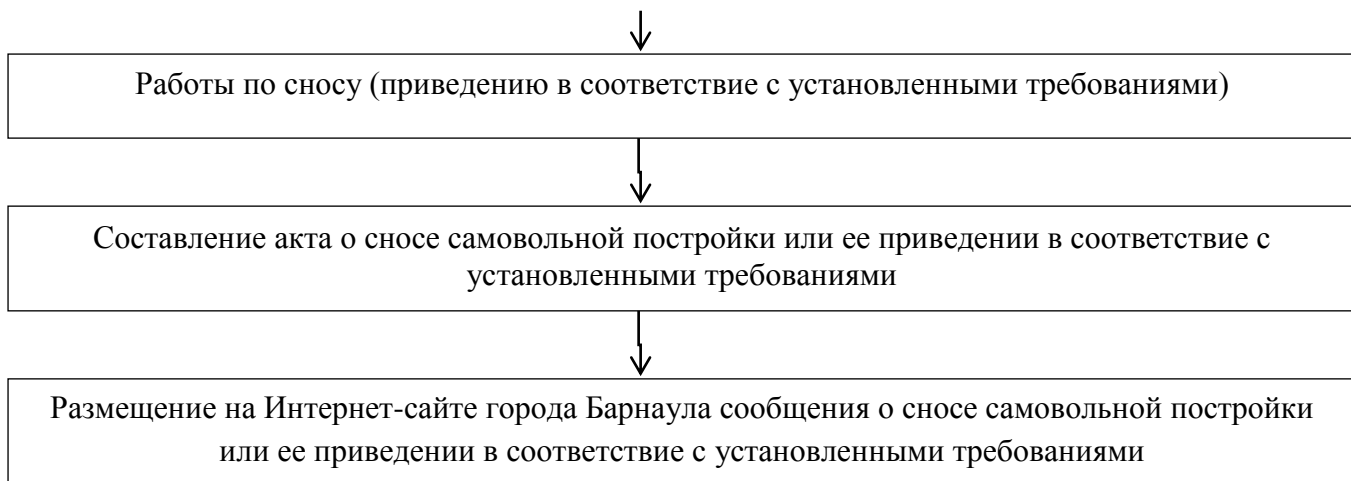 Работы по сносу (приведению в соответствие с установленными требованиями)
Составление акта о сносе самовольной постройки или ее приведении в соответствие с
установленными требованиями
Размещение на Интернет-сайте города Барнаула сообщения о сносе самовольной постройки
или ее приведении в соответствие с установленными требованиями